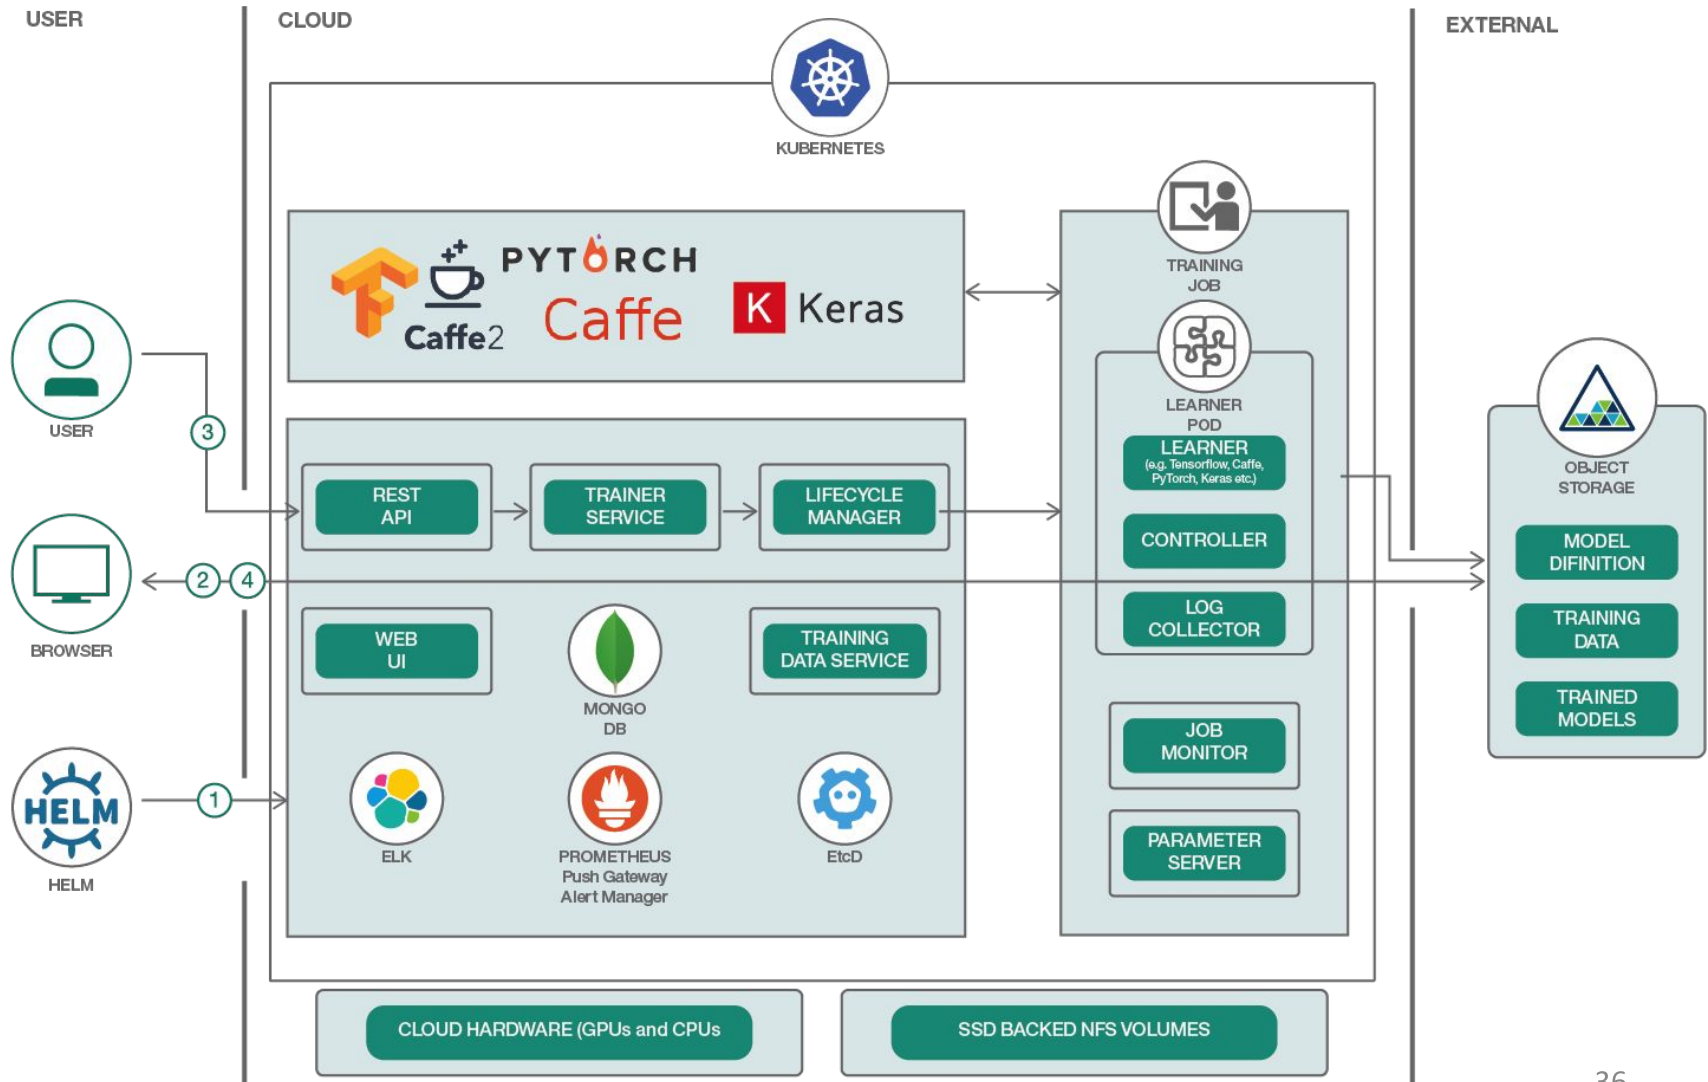 USER
CLOUD
EXTERNAL
KUBERNETES
TRAINING
JOB
PYTORCH
Caffe2
Caffe
K Keras
LEARNER
POD
USER
3
LEARNER
(e.g. Tensorflow, Caffe,
PyTorch, Keras etc.)
OBJECT
STORAGE
REST
API
TRAINER
SERVICE
LIFECYCLE
MANAGER
CONTROLLER
MODEL
DIFINITION
2
4
BROWSER
WEB
UI
MONGO
DB
TRAINING
DATA SERVICE
LOG
COLLECTOR
TRAINING
DATA
TRAINED
MODELS
JOB
MONITOR
HELM
HELM
1
ELK
PROMETHEUS
Push Gateway
Alert Manager
EtcD
PARAMETER
SERVER
CLOUD HARDWARE (GPUs and CPUs
SSD BACKED NFS VOLUMES
36